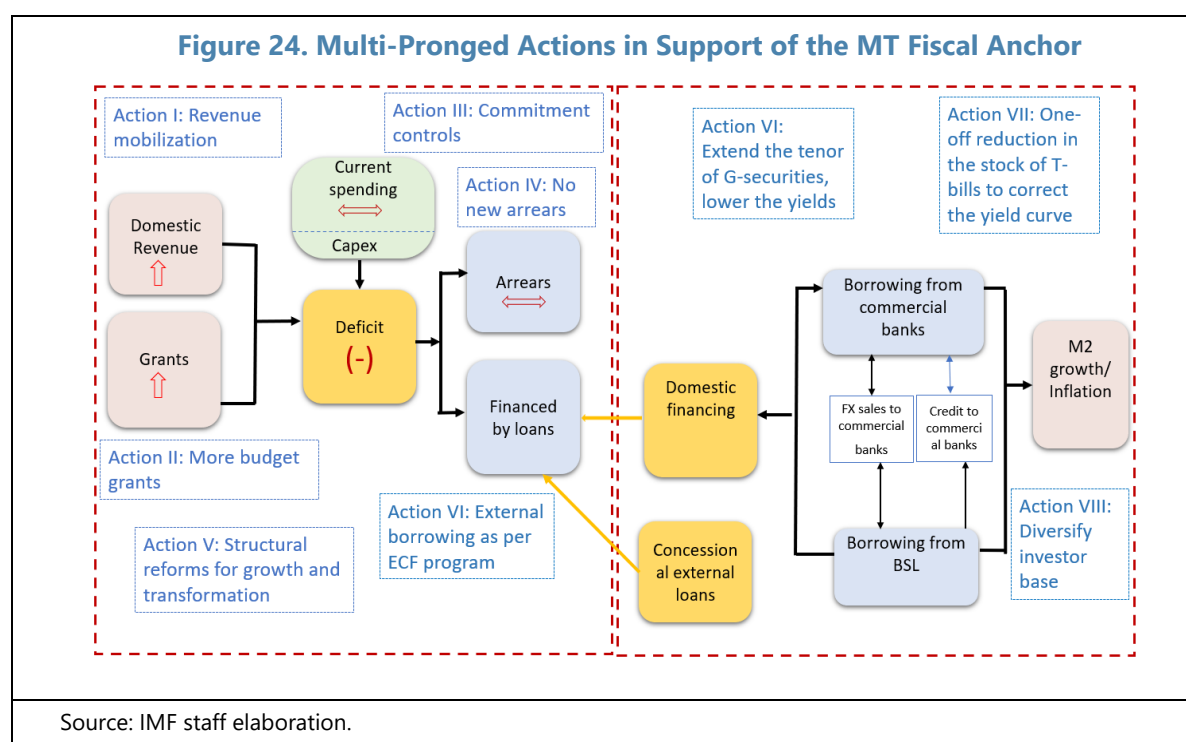 Figure 24. Multi-Pronged Actions in Support of the MT Fiscal Anchor
Action I: Revenue
mobilization
Action III: Commitment
controls
Current
spending
Capex
Action IV: No
new arrears
Domestic
Revenue
Arrears
Deficit
(-)
Grants
Financed
by loans
Action II: More budget
grants
Action V: Structural
reforms for growth and
transformation
Action VI: External
borrowing as per
ECF program
Action VI:
Extend the tenor
of G-securities,
lower the yields
Action VII: One-
off reduction in
the stock of T-
bills to correct
the yield curve
Borrowing from
commercial
banks
M2
growth/
Inflation
Domestic
financing
FX sales to
commercial
banks
Credit to
commerci
al banks
Concession
al external
loans
Borrowing from
BSL
Action VIII:
Diversify
investor
base
Source: IMF staff elaboration.